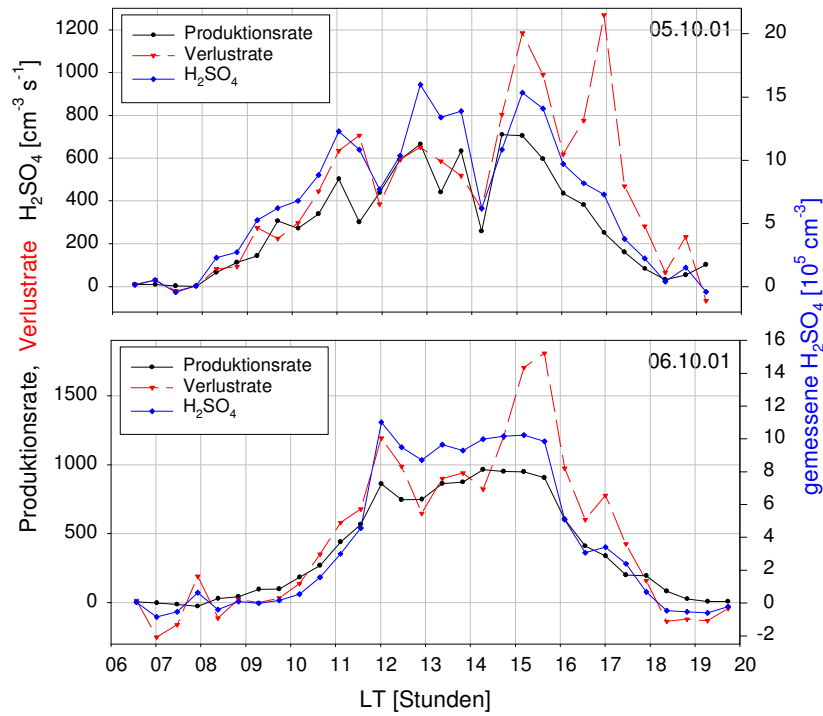 05.10.01
Produktionsrate
Verlustrate
H₂SO₄
1200
1000
800
600
400
200
0
20
15
10
5
0
-1
06.10.01
Produktionsrate
Verlustrate
H₂SO₄
1500
1000
500
0
16
14
12
10
8
6
4
2
0
-2
06 07 08 09 10 11 12 13 14 15 16 17 18 19 20
LT [Stunden]
Produktionsrate, Verlustrate H₂SO₄ [cm⁻³ s⁻¹]
gemessene H₂SO₄ [10⁵ cm⁻³]